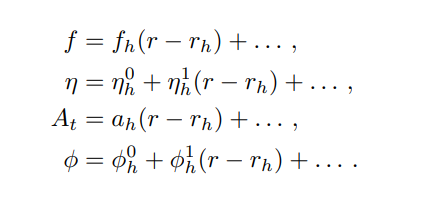 f = f_h(r − r_h) + … ,
η = η_h^0 + η_h^1(r − r_h) + … ,
A_t = a_h(r − r_h) + … ,
ϕ = ϕ_h^0 + ϕ_h^1(r − r_h) + … .